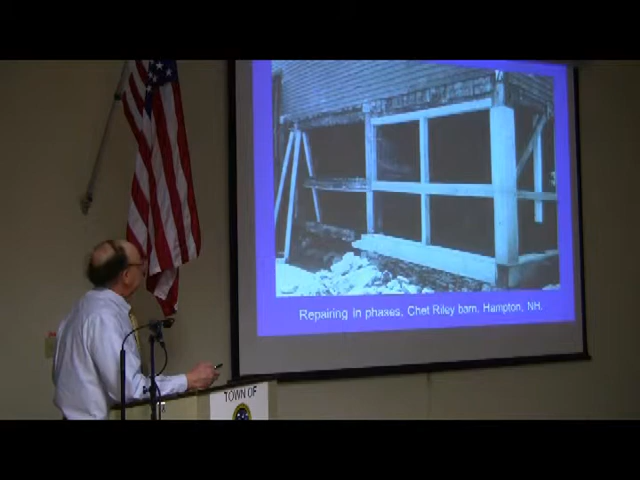 Repairing in phases, Chet Riley barn, Hampton, NH.
TOWN OF